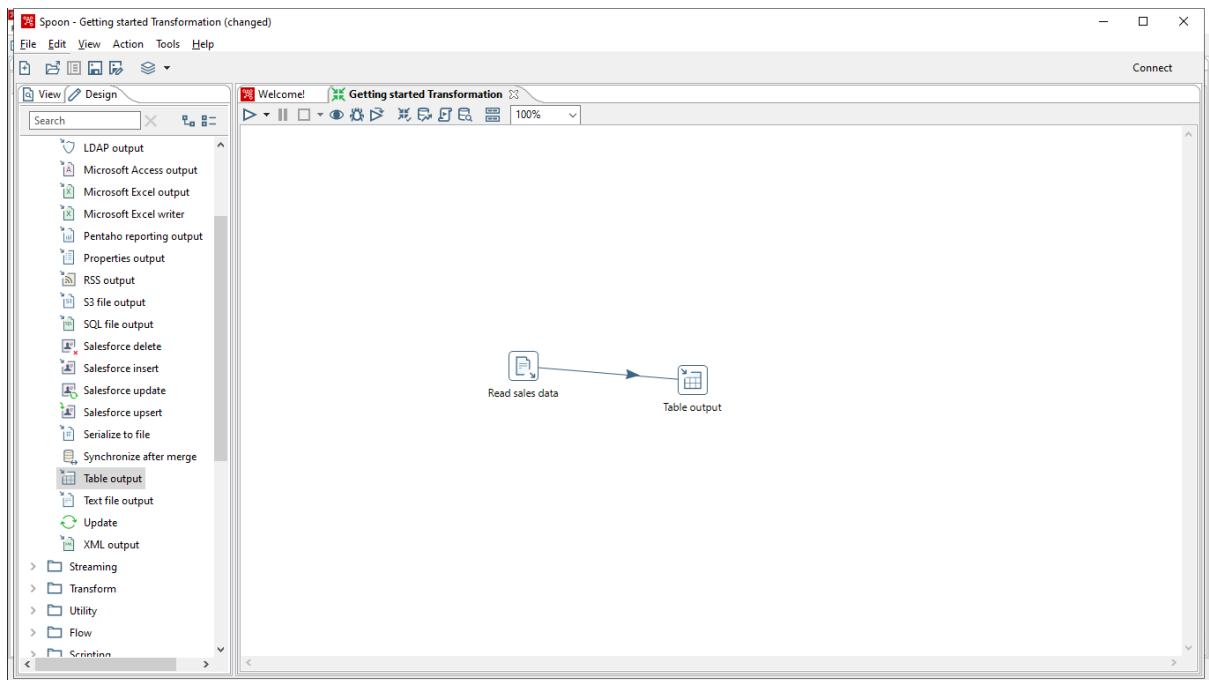 Spoon - Getting started Transformation (changed)
File Edit View Action Tools Help
Connect
View Design
Welcome! Getting started Transformation
Search
100%
LDAP output
Microsoft Access output
Microsoft Excel output
Microsoft Excel writer
Pentaho reporting output
Properties output
RSS output
S3 file output
SQL file output
Salesforce delete
Salesforce insert
Salesforce update
Salesforce upsert
Serialize to file
Synchronize after merge
Table output
Text file output
Update
XML output
Streaming
Transform
Utility
Flow
Scripting
Read sales data
Table output